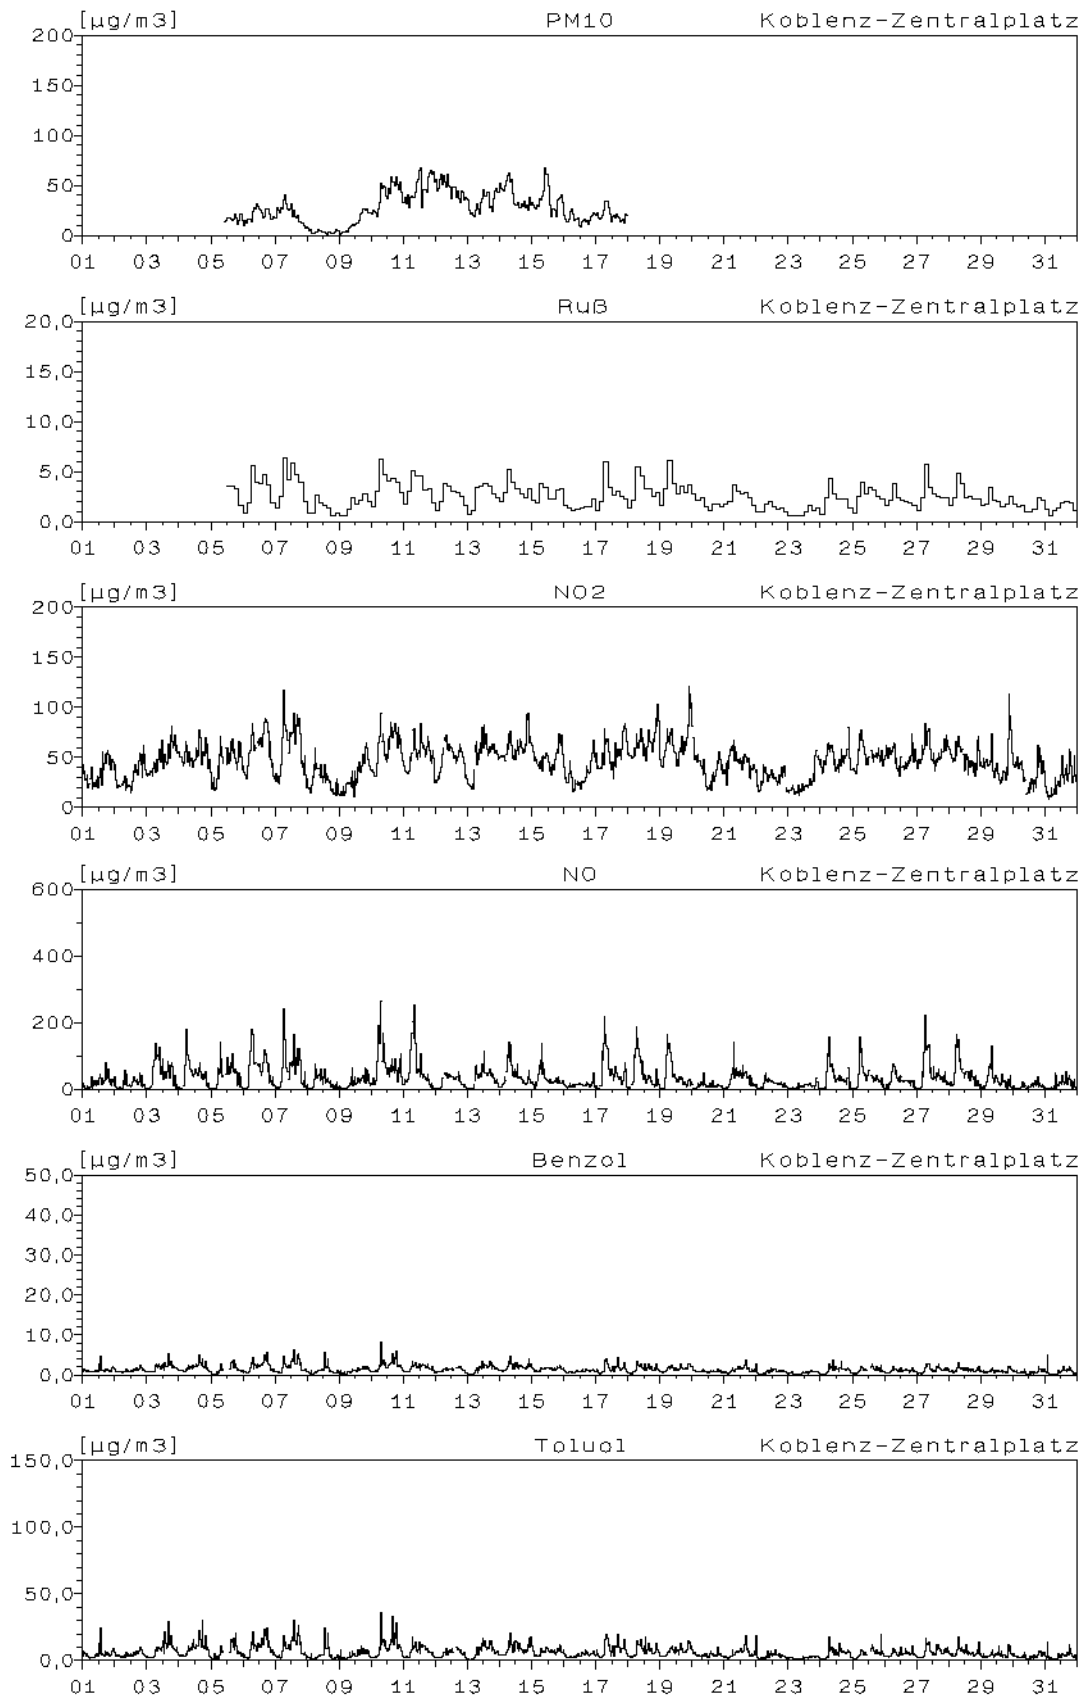 [µg/m3] PM10 Koblenz-Zentralplatz
200
150
100
50
0
01 03 05 07 09 11 13 15 17 19 21 23 25 27 29 31
[µg/m3] Ruß Koblenz-Zentralplatz
20,0
15,0
10,0
5,0
0,0
01 03 05 07 09 11 13 15 17 19 21 23 25 27 29 31
[µg/m3] NO2 Koblenz-Zentralplatz
200
150
100
50
0
01 03 05 07 09 11 13 15 17 19 21 23 25 27 29 31
[µg/m3] NO Koblenz-Zentralplatz
600
400
200
0
01 03 05 07 09 11 13 15 17 19 21 23 25 27 29 31
[µg/m3] Benzol Koblenz-Zentralplatz
50,0
40,0
30,0
20,0
10,0
0,0
01 03 05 07 09 11 13 15 17 19 21 23 25 27 29 31
[µg/m3] Toluol Koblenz-Zentralplatz
150,0
100,0
50,0
0,0
01 03 05 07 09 11 13 15 17 19 21 23 25 27 29 31